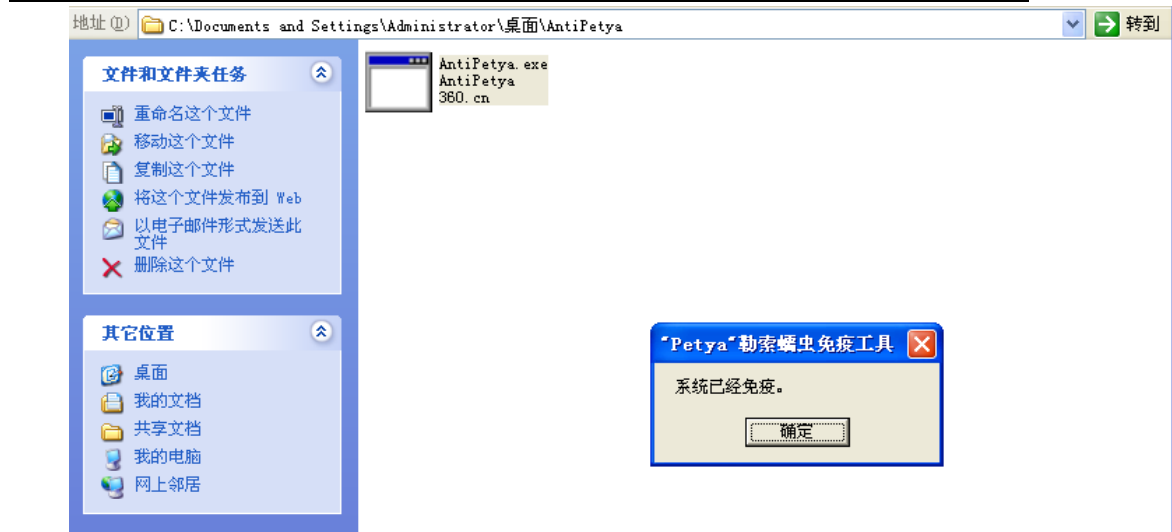 地址(D) C:\Documents and Settings\Administrator\桌面\AntiPetya 转到
文件和文件夹任务
重命名这个文件
移动这个文件
复制这个文件
将这个文件发布到 Web
以电子邮件形式发送此
文件
删除这个文件
其它位置
桌面
我的文档
共享文档
我的电脑
网上邻居
AntiPetya.exe
AntiPetya
360.cn
"Petya"勒索蠕虫免疫工具
系统已经免疫。
确定